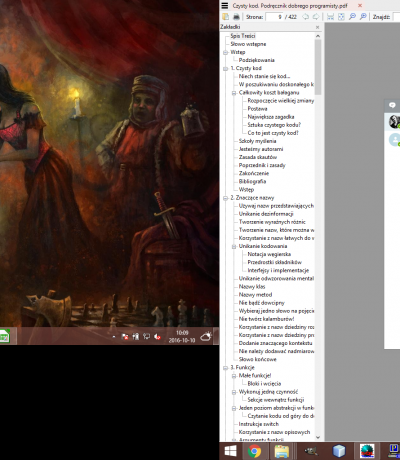 Czysty kod. Podręcznik dobrego programisty.pdf
Strona:
0 / 422
Znajdź:
Zakładki
Spis Treści
Słowo wstępne
Wstęp
Podziękowania
1. Czysty kod
Niech stanie się kod...
W poszukiwaniu doskonałego k
Całkowity koszt bałaganu
Rozpoczęcie wielkiej zmiany
Postawa
Największa zagadka
Sztuka czystego kodu?
Co to jest czysty kod?
Szkoły myślenia
Jesteśmy autorami
Zasada skautów
Poprzednik i zasady
Zakończenie
Bibliografia
Wstęp
2. Znaczące nazwy
Używaj nazw przedstawiających
Unikanie dezinformacji
Tworzenie wyraźnych różnic
Tworzenie nazw, które można w
Korzystanie z nazw łatwych do w
Unikanie kodowania
Notacja węgierska
Przedrostki składników
Interfejsy i implementacje
Unikanie odwzorowania mental
Nazwy klas
Nazwy metod
Nie bądź dowcipny
Wybieraj jedno słowo na pojęcie
Nie twórz kalamburów!
Korzystanie z nazw dziedziny roz
Korzystanie z nazw dziedziny pro
Dodanie znaczącego kontekstu
Nie należy dodawać nadmiarow
Słowo końcowe
3. Funkcje
Małe funkcje!
Bloki i wcięcia
Wykonuj jedną czynność
Sekcje wewnątrz funkcji
Jeden poziom abstrakcji w funkc
Czytanie kodu od góry do do
Instrukcje switch
Korzystanie z nazw opisowych
Argumenty funkcji
10:09
2016-10-10